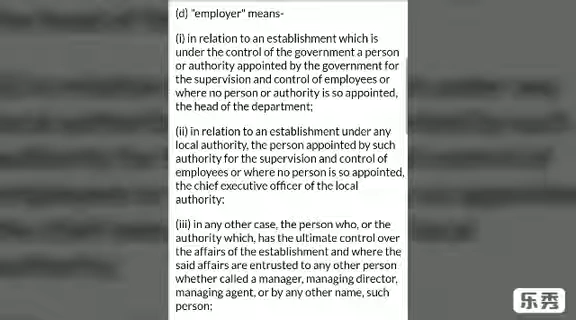 (d) "employer" means-
(i) in relation to an establishment which is
under the control of the government a person
or authority appointed by the government for
the supervision and control of employees or
where no person or authority is so appointed,
the head of the department;
(ii) in relation to an establishment under any
local authority, the person appointed by such
authority for the supervision and control of
employees or where no person is so appointed,
the chief executive officer of the local
authority:
(iii) in any other case, the person who, or the
authority which, has the ultimate control over
the affairs of the establishment and where the
said affairs are entrusted to any other person
whether called a manager, managing director,
managing agent, or by any other name, such
person;
乐秀